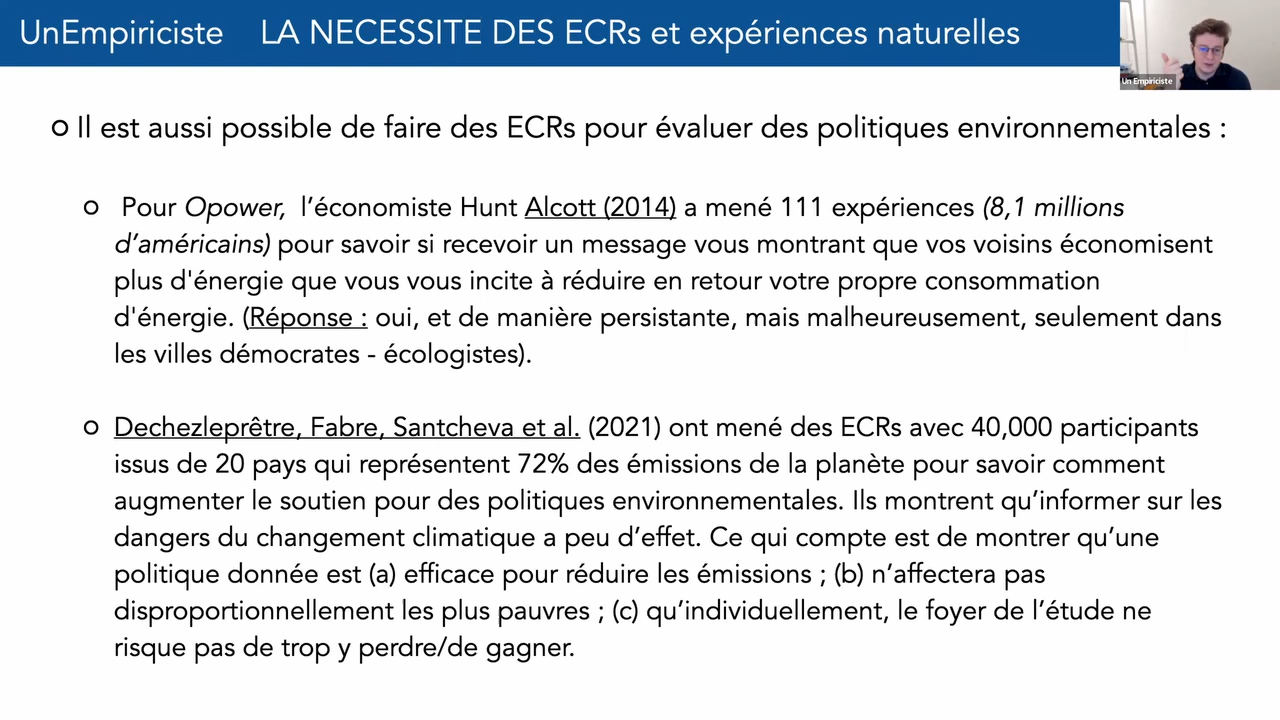 UnEmpiriciste LA NECESSITE DES ECRs et expériences naturelles
Un Empiriciste
Il est aussi possible de faire des ECRs pour évaluer des politiques environnementales :
Pour Opower, l’économiste Hunt Alcott (2014) a mené 111 expériences (8,1 millions
d’américains) pour savoir si recevoir un message vous montrant que vos voisins économisent
plus d'énergie que vous vous incite à réduire en retour votre propre consommation
d'énergie. (Réponse : oui, et de manière persistante, mais malheureusement, seulement dans
les villes démocrates - écologistes).
Dechezleprêtre, Fabre, Santcheva et al. (2021) ont mené des ECRs avec 40,000 participants
issus de 20 pays qui représentent 72% des émissions de la planète pour savoir comment
augmenter le soutien pour des politiques environnementales. Ils montrent qu’informer sur les
dangers du changement climatique a peu d’effet. Ce qui compte est de montrer qu’une
politique donnée est (a) efficace pour réduire les émissions ; (b) n’affectera pas
disproportionnellement les plus pauvres ; (c) qu’individuellement, le foyer de l’étude ne
risque pas de trop y perdre/de gagner.